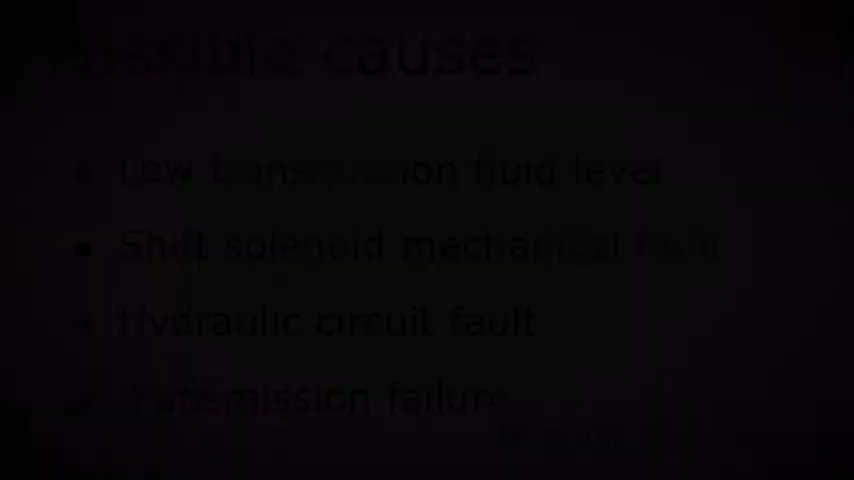 Possible causes
• Low transmission fluid level
• Shift solenoid mechanical fault
• Hydraulic circuit fault
• Transmission failure